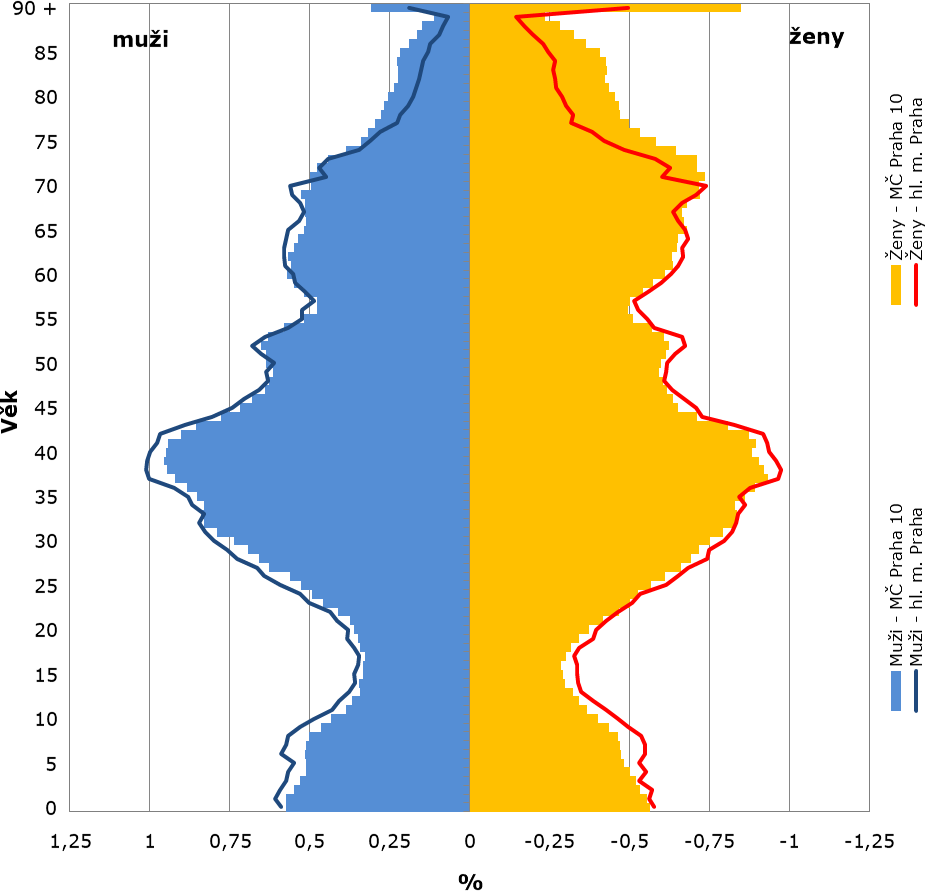 90 +
85
80
75
70
65
60
55
50
45
40
35
30
25
20
15
10
5
0
Věk
muži
ženy
1,25 1 0,75 0,5 0,25 0 -0,25 -0,5 -0,75 -1 -1,25
%
Ženy - MČ Praha 10
Ženy - hl. m. Praha
Muži - MČ Praha 10
Muži - hl. m. Praha